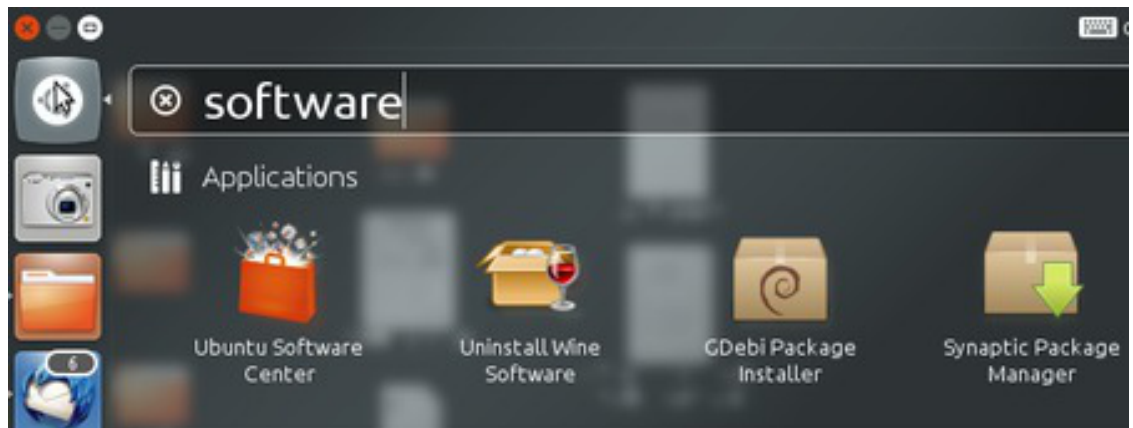 software
Applications
Ubuntu Software
Center
Uninstall Wine
Software
GDebi Package
Installer
Synaptic Package
Manager
6